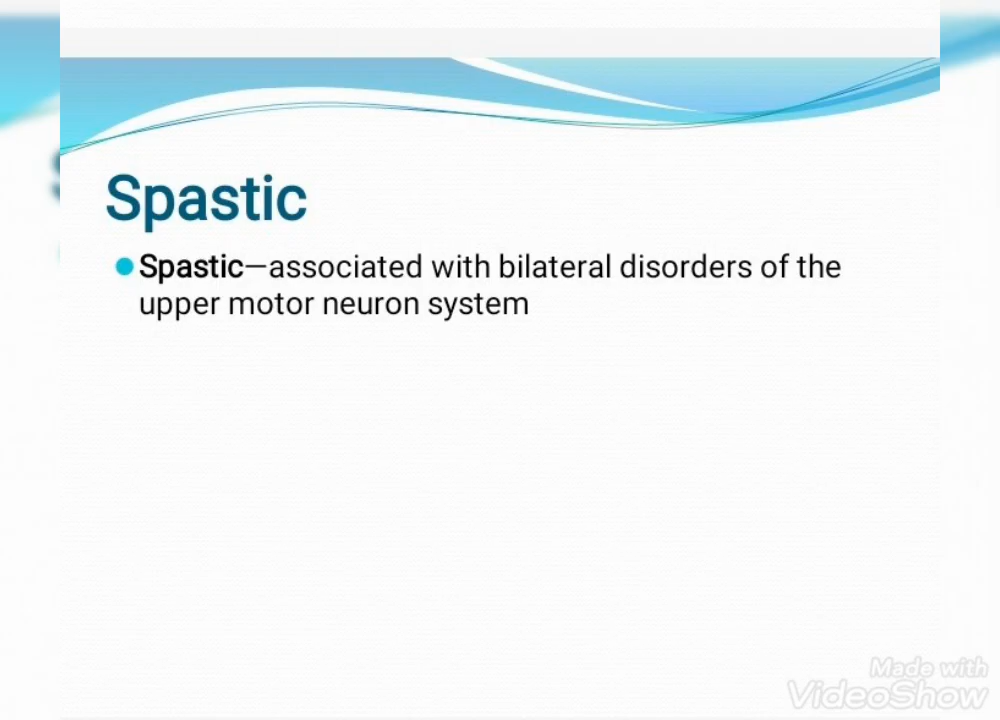 Spastic
Spastic—associated with bilateral disorders of the
upper motor neuron system
Made with
VideoShow